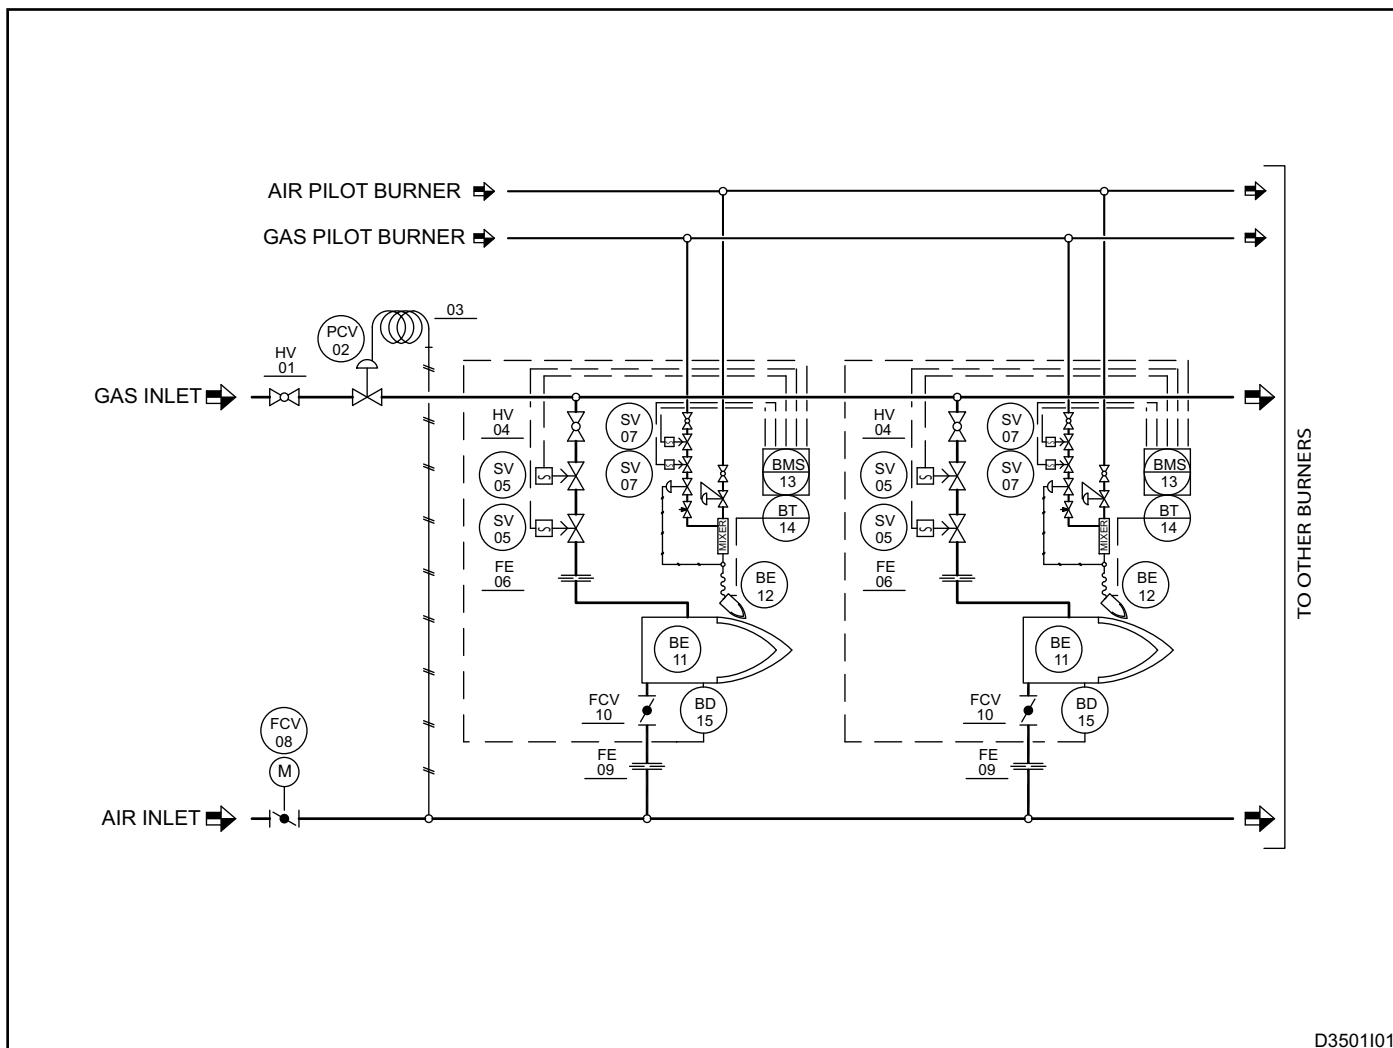 AIR PILOT BURNER
GAS PILOT BURNER
03
PCV
02
HV
01
GAS INLET
HV
04
SV
05
SV
05
FE
06
SV
07
SV
07
BMS
13
BT
14
MIXER
BE
12
BE
11
FCV
10
BD
15
FE
09
HV
04
SV
05
SV
05
FE
06
SV
07
SV
07
BMS
13
BT
14
MIXER
BE
12
BE
11
FCV
10
BD
15
FE
09
FCV
08
M
AIR INLET
TO OTHER BURNERS
D3501I01